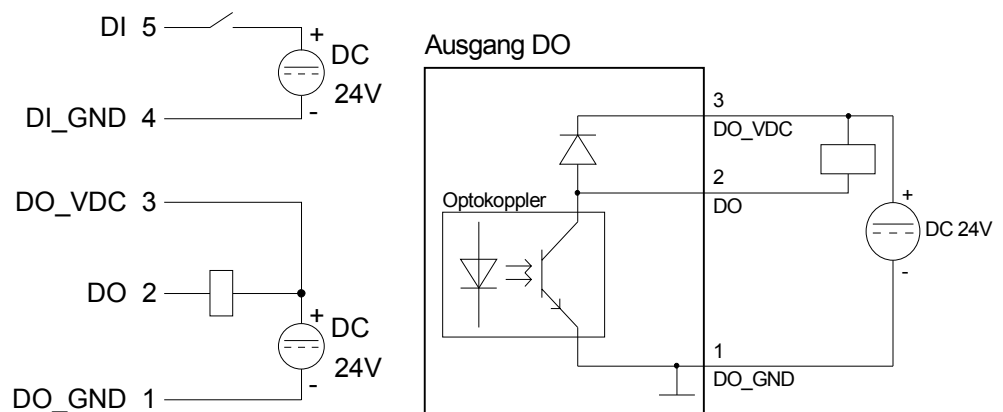 DI 5
+
DC
24V
-
DI_GND 4
DO_VDC 3
DO 2
+
DC
24V
-
DO_GND 1
Ausgang DO
3
DO_VDC
2
DO
Optokoppler
+
DC 24V
-
1
DO_GND